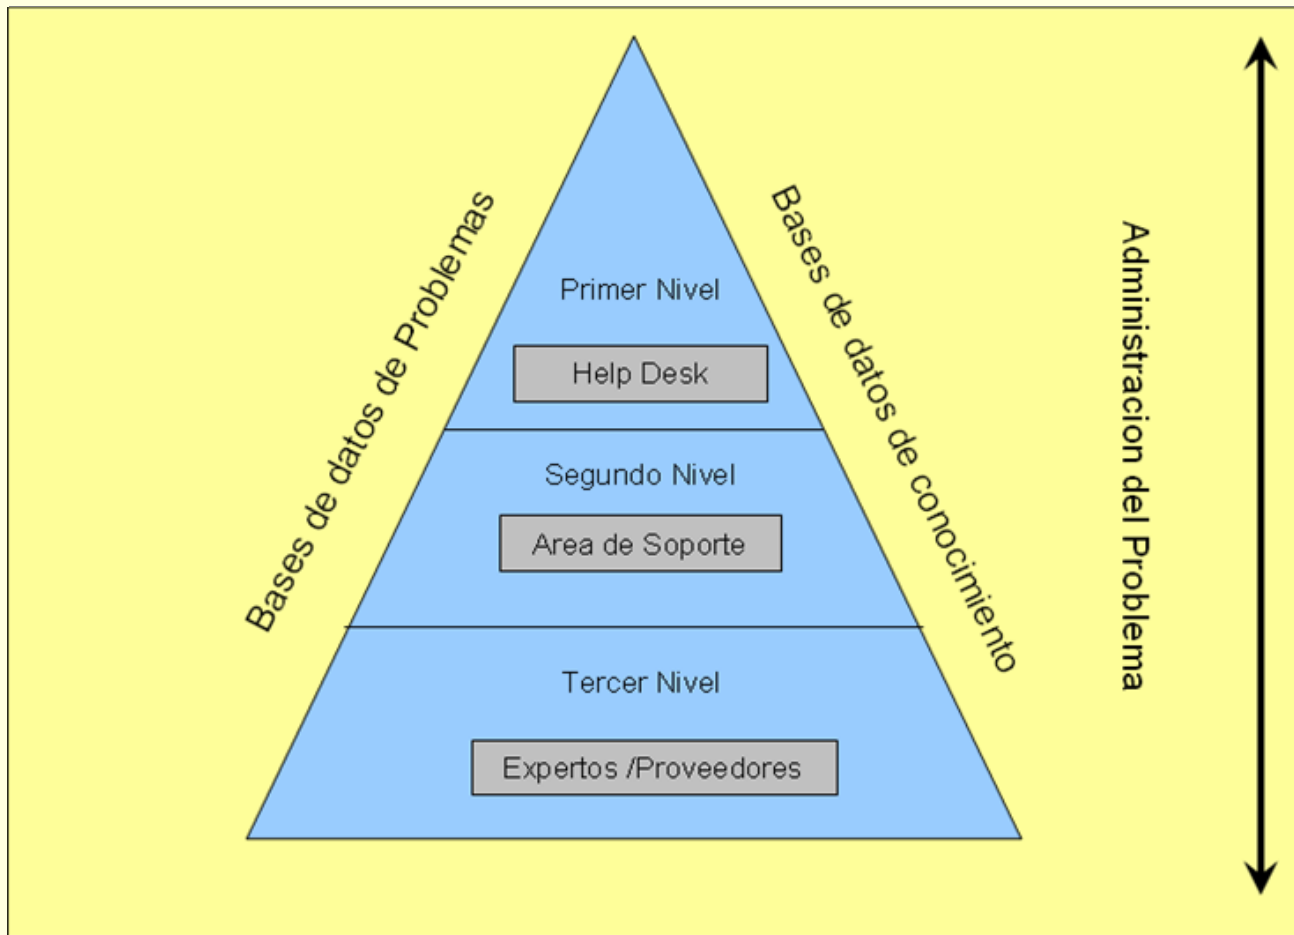 Bases de datos de Problemas
Bases de datos de conocimiento
Administracion del Problema
Primer Nivel
Help Desk
Segundo Nivel
Area de Soporte
Tercer Nivel
Expertos /Proveedores